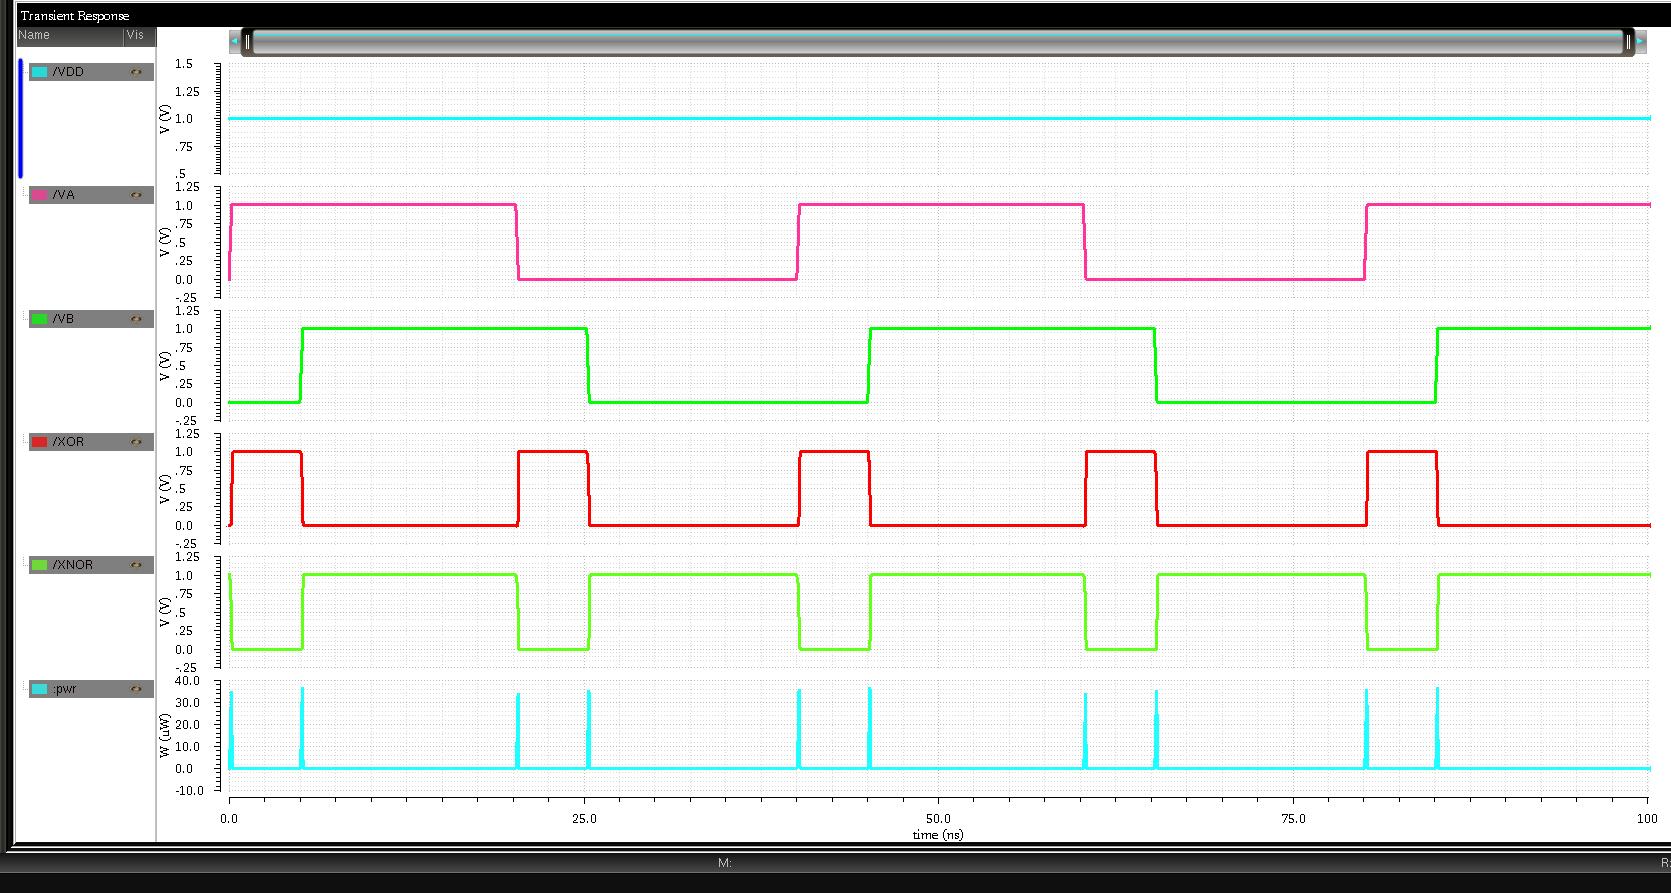 Transient Response
Name Vis
/VDD
V (V)
1.5
1.25
1.0
.75
.5
/VA
V (V)
1.25
1.0
.75
.5
.25
0.0
-.25
/VB
V (V)
1.25
1.0
.75
.5
.25
0.0
-.25
/XOR
V (V)
1.25
1.0
.75
.5
.25
0.0
-.25
/XNOR
V (V)
1.25
1.0
.75
.5
.25
0.0
-.25
:pwr
W (uW)
40.0
30.0
20.0
10.0
0.0
-10.0
0.0 25.0 50.0 75.0 100
time (ns)
M:
R: